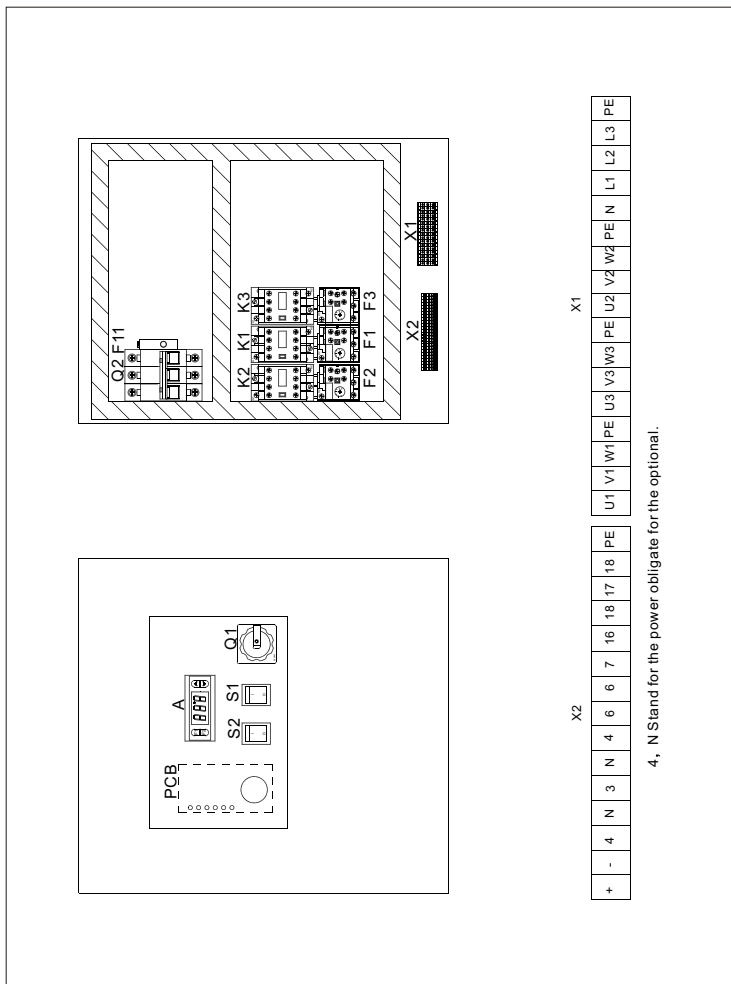 PCB
A
888
S2 S1 Q1
Q2 F11
K2 K1 K3
F2 F1 F3
X2 X1
X2
+ - 4 N 3 N 4 6 6 7 16 18 17 18 PE
X1
U1 V1 W1 PE U3 V3 W3 PE U2 V2 W2 PE N L1 L2 L3 PE
4, N Stand for the power obligate for the optional.